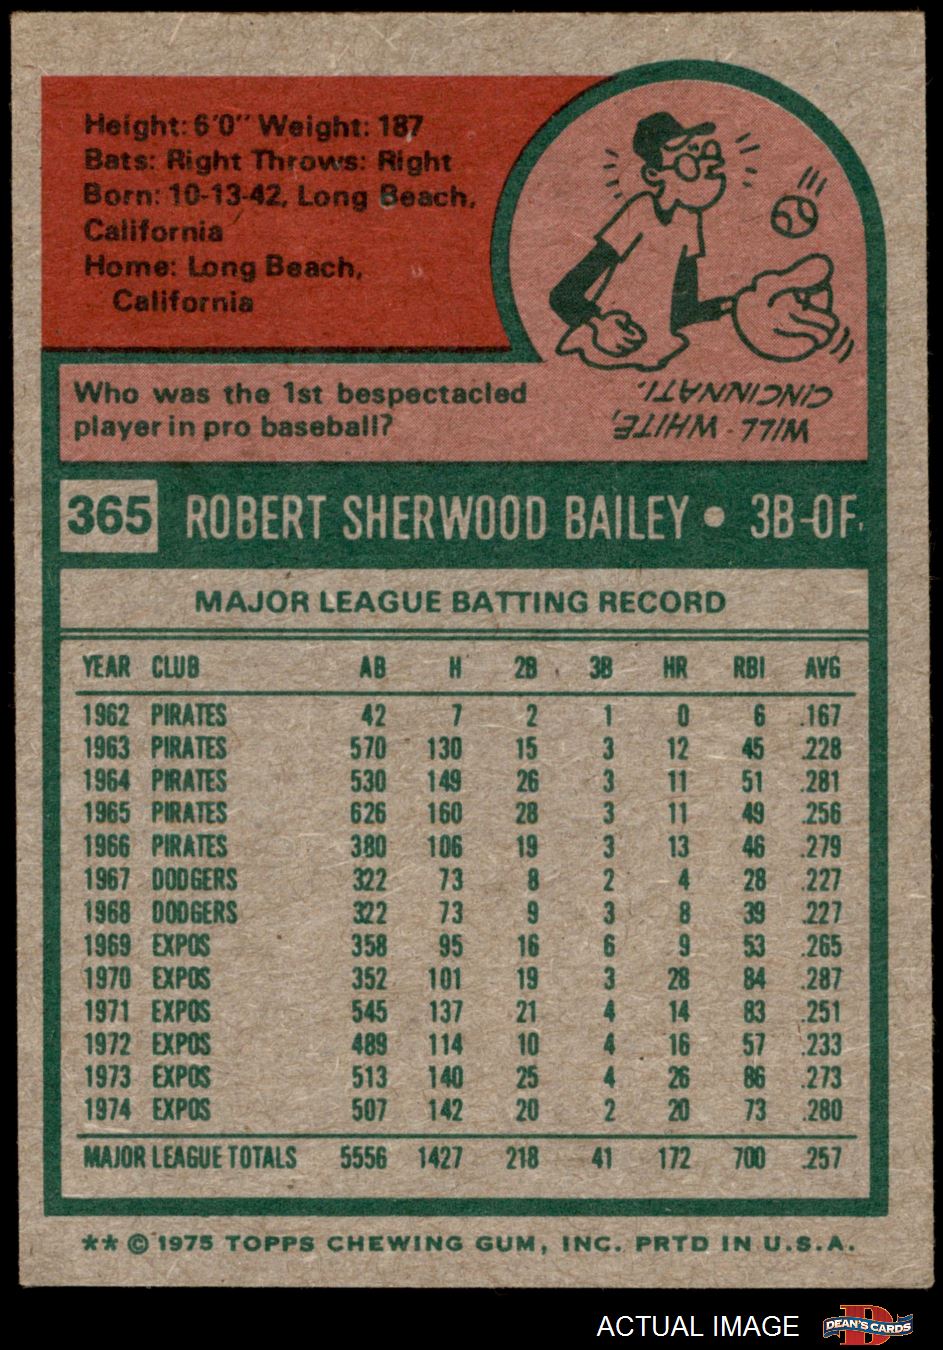 Height: 6'0" Weight: 187
Bats: Right Throws: Right
Born: 10-13-42, Long Beach,
California
Home: Long Beach,
California
Who was the 1st bespectacled
player in pro baseball?
WILL WHITE,
CINCINNATI.
365 ROBERT SHERWOOD BAILEY • 3B-OF
MAJOR LEAGUE BATTING RECORD
YEAR CLUB AB H 2B 3B HR RBI AVG
1962 PIRATES 42 7 2 1 0 6 .167
1963 PIRATES 570 130 15 3 12 45 .228
1964 PIRATES 530 149 26 3 11 51 .281
1965 PIRATES 626 160 28 3 11 49 .256
1966 PIRATES 380 106 19 3 13 46 .279
1967 DODGERS 322 73 8 2 4 28 .227
1968 DODGERS 322 73 9 3 8 39 .227
1969 EXPOS 358 95 16 6 9 53 .265
1970 EXPOS 352 101 19 3 28 84 .287
1971 EXPOS 545 137 21 4 14 83 .251
1972 EXPOS 489 114 10 4 16 57 .233
1973 EXPOS 513 140 25 4 26 86 .273
1974 EXPOS 507 142 20 2 20 73 .280
MAJOR LEAGUE TOTALS 5556 1427 218 41 172 700 .257
** © 1975 TOPPS CHEWING GUM, INC. PRTD IN U.S.A.
ACTUAL IMAGE D DEAN'S CARDS